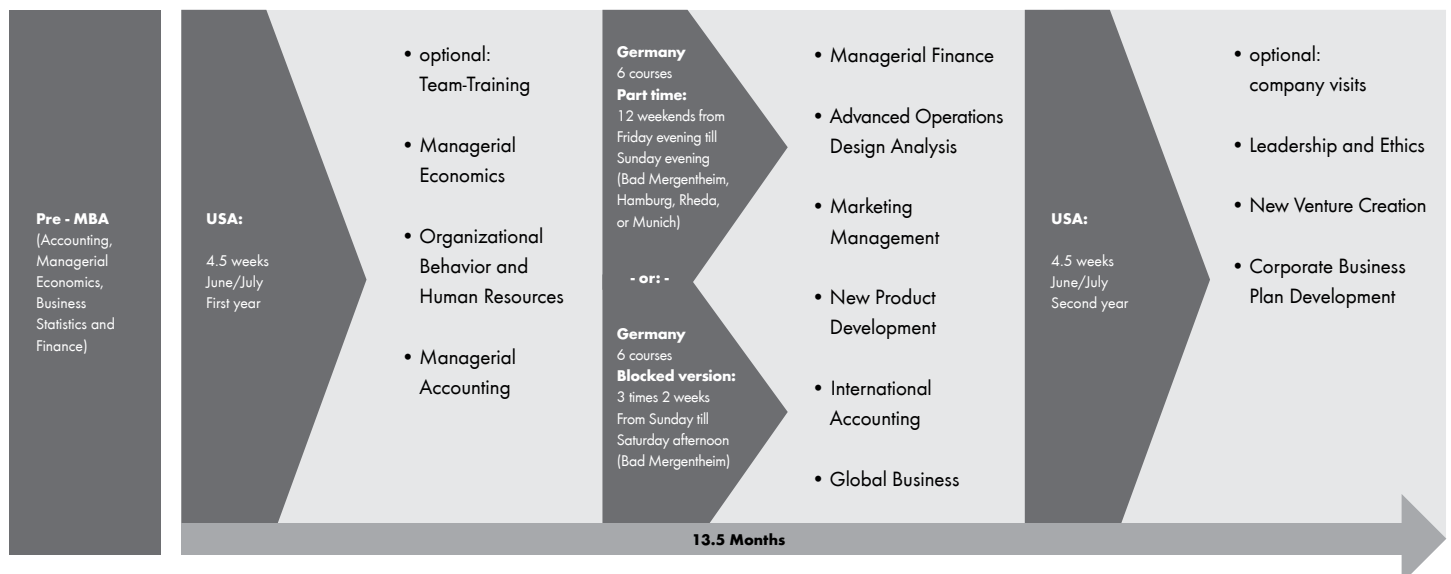 Pre - MBA
(Accounting,
Managerial
Economics,
Business
Statistics and
Finance)
USA:
4.5 weeks
June/July
First year
• optional:
Team-Training
• Managerial
Economics
• Organizational
Behavior and
Human Resources
• Managerial
Accounting
Germany
6 courses
Part time:
12 weekends from
Friday evening till
Sunday evening
(Bad Mergentheim,
Hamburg, Rheda,
or Munich)
- or: -
Germany
6 courses
Blocked version:
3 times 2 weeks
From Sunday till
Saturday afternoon
(Bad Mergentheim)
• Managerial Finance
• Advanced Operations
Design Analysis
• Marketing
Management
• New Product
Development
• International
Accounting
• Global Business
USA:
4.5 weeks
June/July
Second year
• optional:
company visits
• Leadership and Ethics
• New Venture Creation
• Corporate Business
Plan Development
13.5 Months